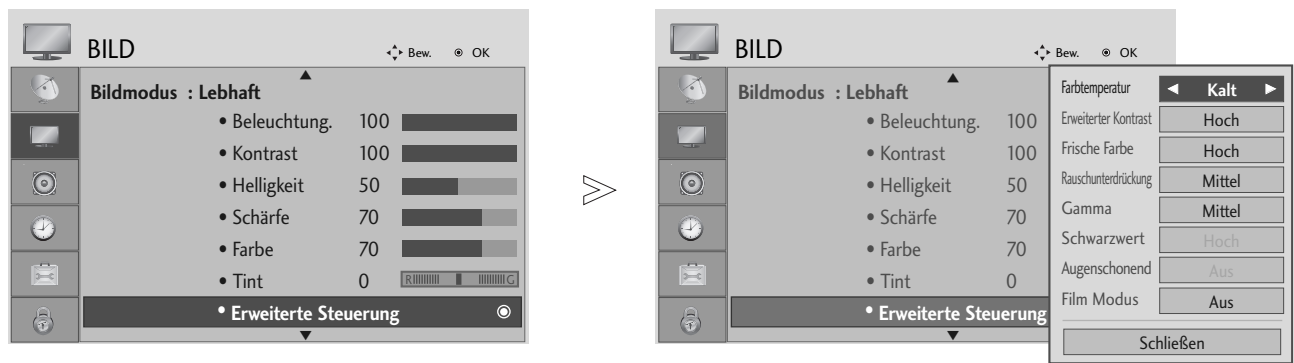 BILD
Bew. OK
Bildmodus : Lebhaft
• Beleuchtung. 100
• Kontrast 100
• Helligkeit 50
• Schärfe 70
• Farbe 70
• Tint 0 R G
• Erweiterte Steuerung
>
BILD
Bew. OK
Bildmodus : Lebhaft
• Beleuchtung. 100
• Kontrast 100
• Helligkeit 50
• Schärfe 70
• Farbe 70
• Tint 0
• Erweiterte Steuerung
Farbtemperatur ◀ Kalt ▶
Erweiterter Kontrast Hoch
Frische Farbe Hoch
Rauschunterdrückung Mittel
Gamma Mittel
Schwarzwert Hoch
Augenschonend Aus
Film Modus Aus
Schließen